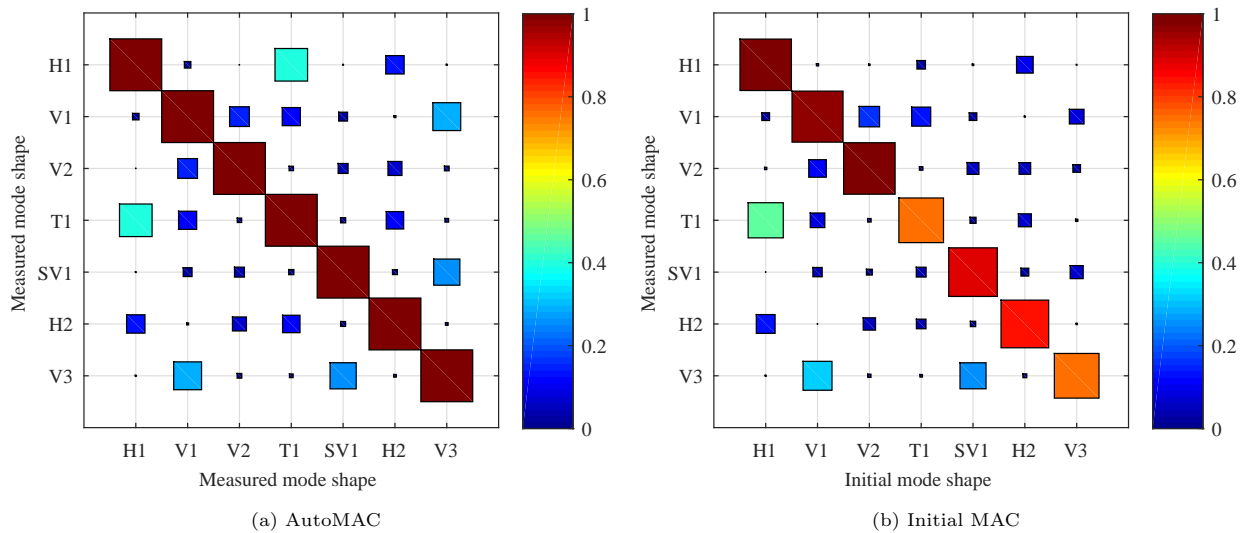 Measured mode shape
H1
V1
V2
T1
SV1
H2
V3
H1 V1 V2 T1 SV1 H2 V3
Measured mode shape
1
0.8
0.6
0.4
0.2
0
(a) AutoMAC
Measured mode shape
H1
V1
V2
T1
SV1
H2
V3
H1 V1 V2 T1 SV1 H2 V3
Initial mode shape
1
0.8
0.6
0.4
0.2
0
(b) Initial MAC